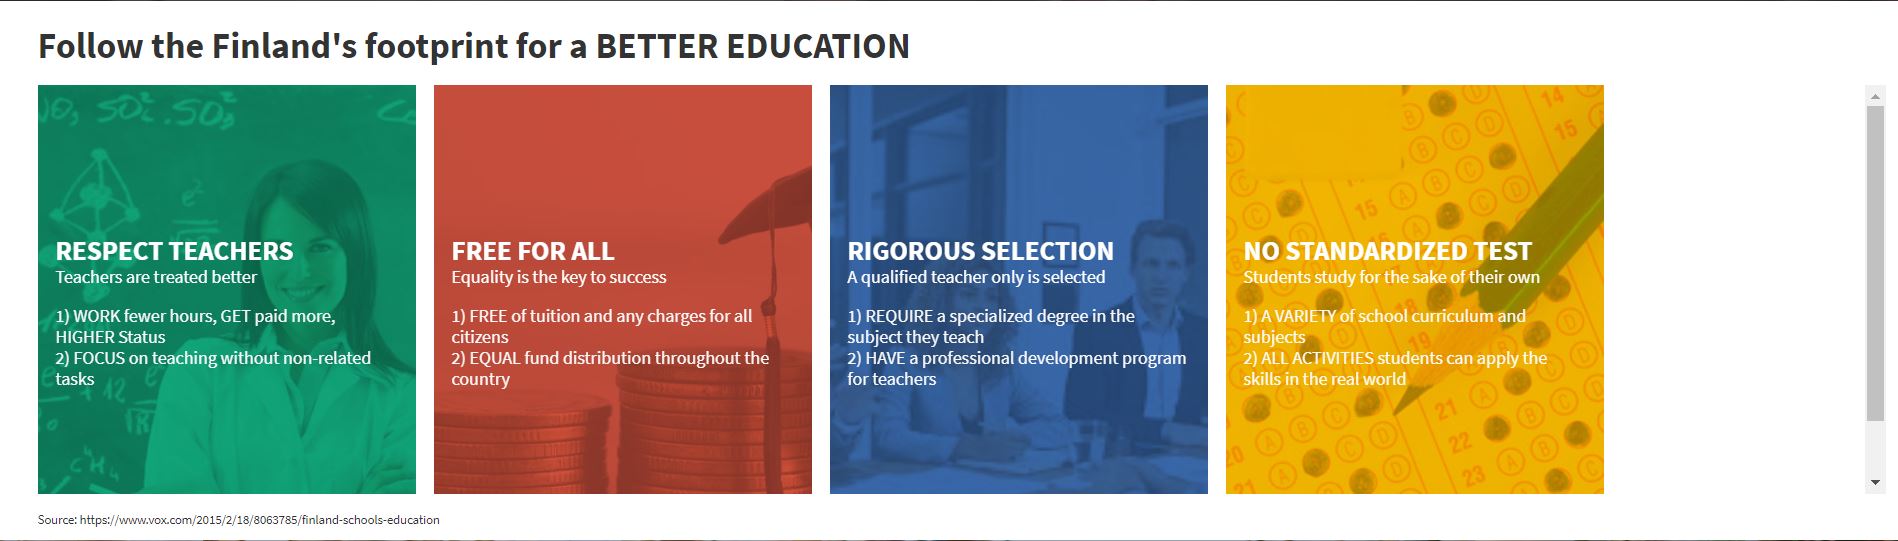 Follow the Finland's footprint for a BETTER EDUCATION
RESPECT TEACHERS
Teachers are treated better
1) WORK fewer hours, GET paid more,
HIGHER Status
2) FOCUS on teaching without non-related
tasks
FREE FOR ALL
Equality is the key to success
1) FREE of tuition and any charges for all
citizens
2) EQUAL fund distribution throughout the
country
RIGOROUS SELECTION
A qualified teacher only is selected
1) REQUIRE a specialized degree in the
subject they teach
2) HAVE a professional development program
for teachers
NO STANDARDIZED TEST
Students study for the sake of their own
1) A VARIETY of school curriculum and
subjects
2) ALL ACTIVITIES students can apply the
skills in the real world
Source: https://www.vox.com/2015/2/18/8063785/finland-schools-education